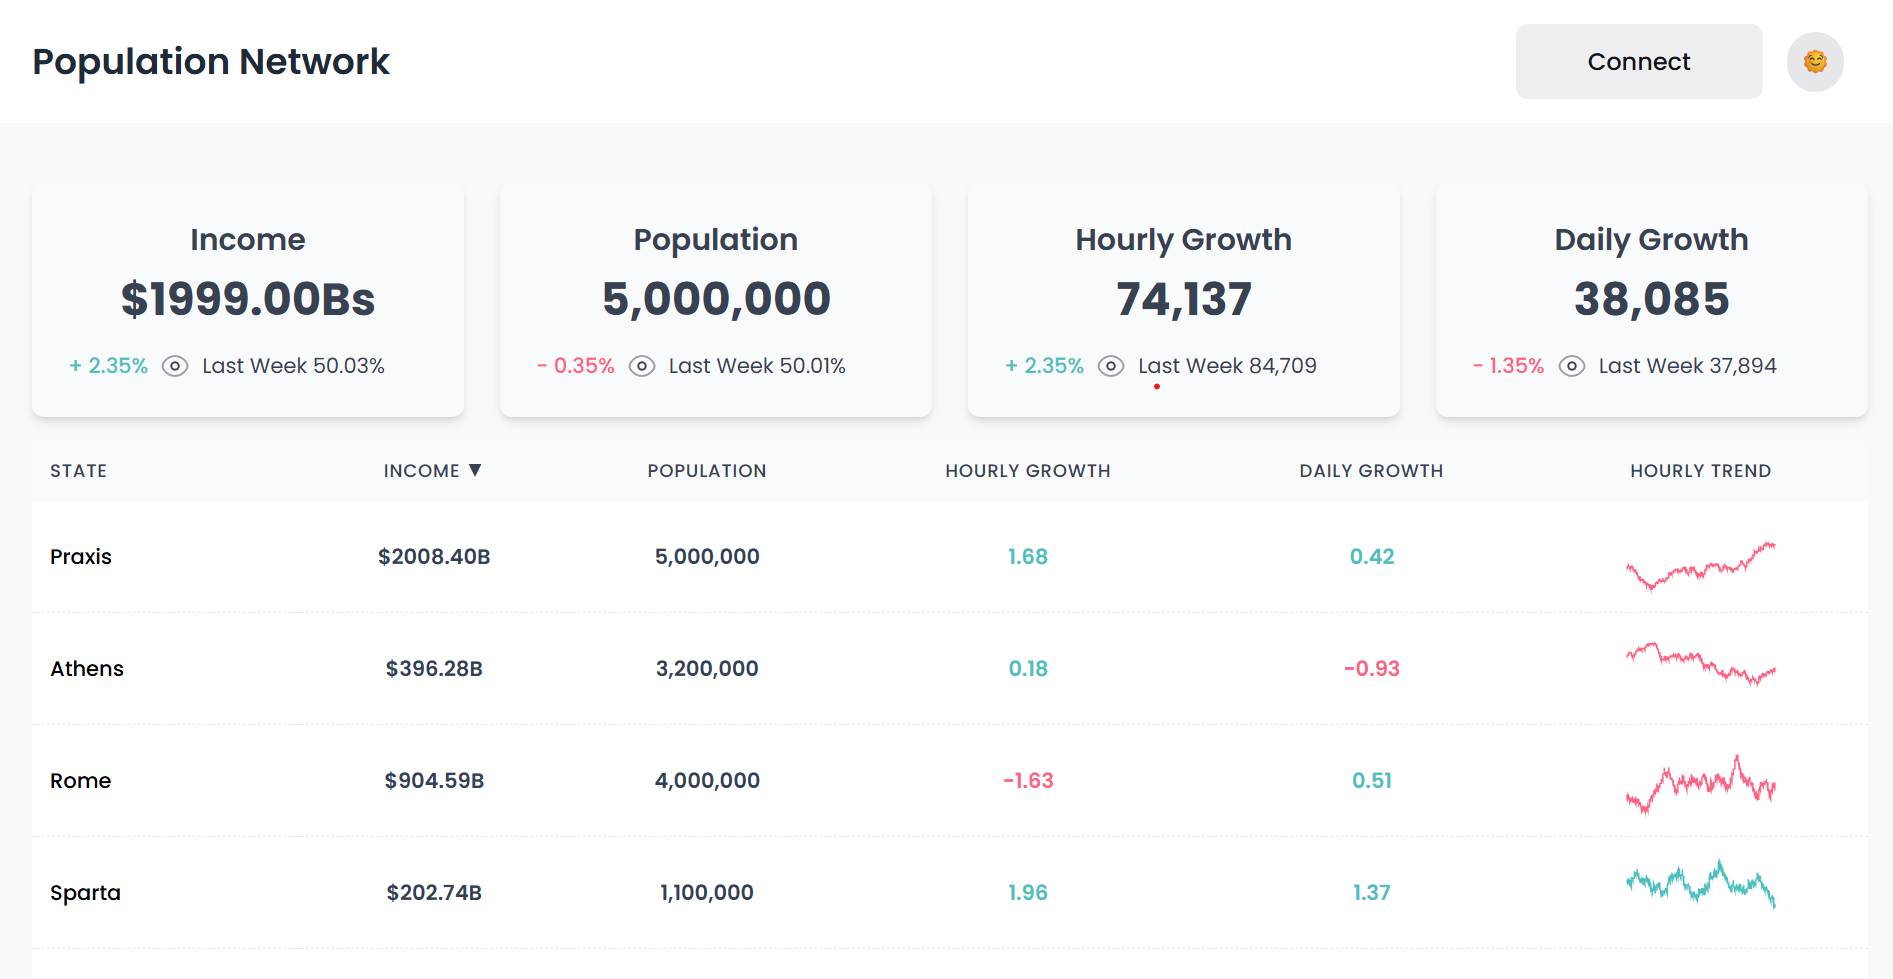 Population Network
Connect
Income
$1999.00Bs
+ 2.35% Last Week 50.03%
Population
5,000,000
- 0.35% Last Week 50.01%
Hourly Growth
74,137
+ 2.35% Last Week 84,709
Daily Growth
38,085
- 1.35% Last Week 37,894
STATE INCOME ▼ POPULATION HOURLY GROWTH DAILY GROWTH HOURLY TREND
Praxis $2008.40B 5,000,000 1.68 0.42
Athens $396.28B 3,200,000 0.18 -0.93
Rome $904.59B 4,000,000 -1.63 0.51
Sparta $202.74B 1,100,000 1.96 1.37